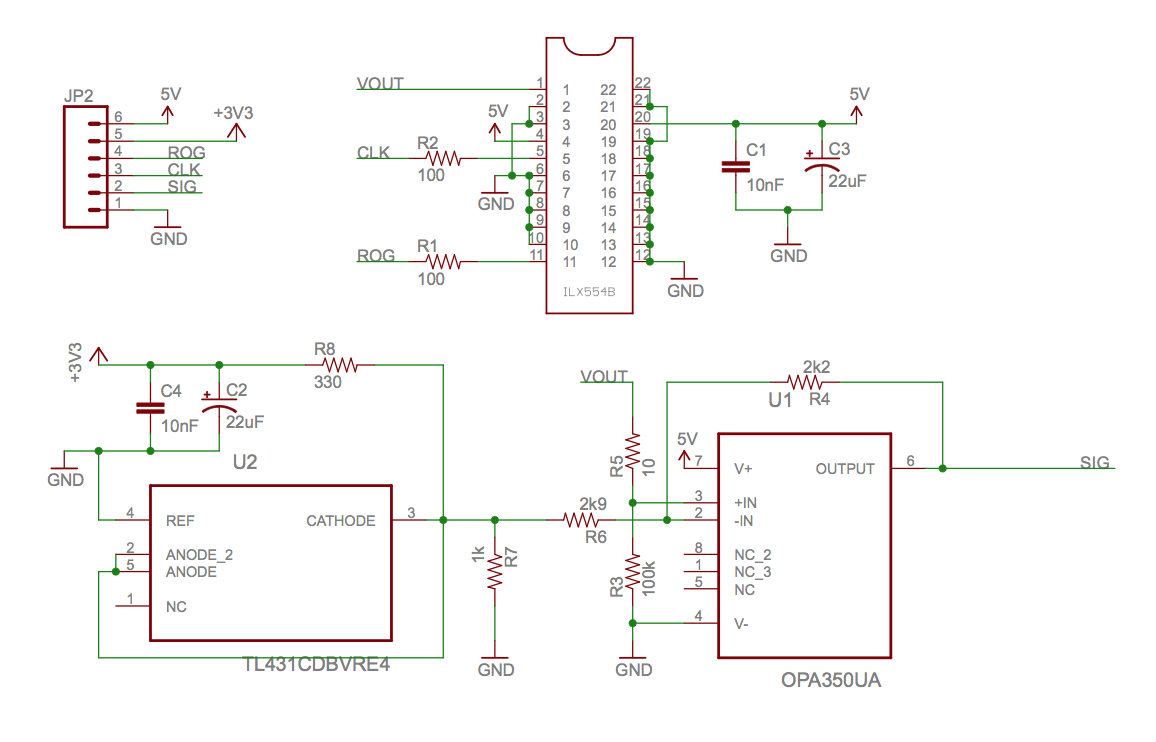 JP2
6
5
4
3
2
1
5V
+3V3
ROG
CLK
SIG
GND
VOUT
5V
CLK
R2
100
GND
ROG
R1
100
1
2
3
4
5
6
7
8
9
10
11
1
2
3
4
5
6
7
8
9
10
11
22
21
20
19
18
17
16
15
14
13
12
22
21
20
19
18
17
16
15
14
13
12
ILX554B
GND
5V
C1
10nF
C3
22uF
GND
+3V3
R8
330
C4
10nF
C2
22uF
GND
U2
4 REF
CATHODE 3
2 ANODE_2
5 ANODE
1 NC
TL431CDBVRE4
1k
R7
GND
2k9
R6
VOUT
R5
10
R3
100k
GND
2k2
R4
U1
5V
7 V+
OUTPUT 6
3 +IN
2 -IN
8 NC_2
1 NC_3
5 NC
4 V-
SIG
OPA350UA